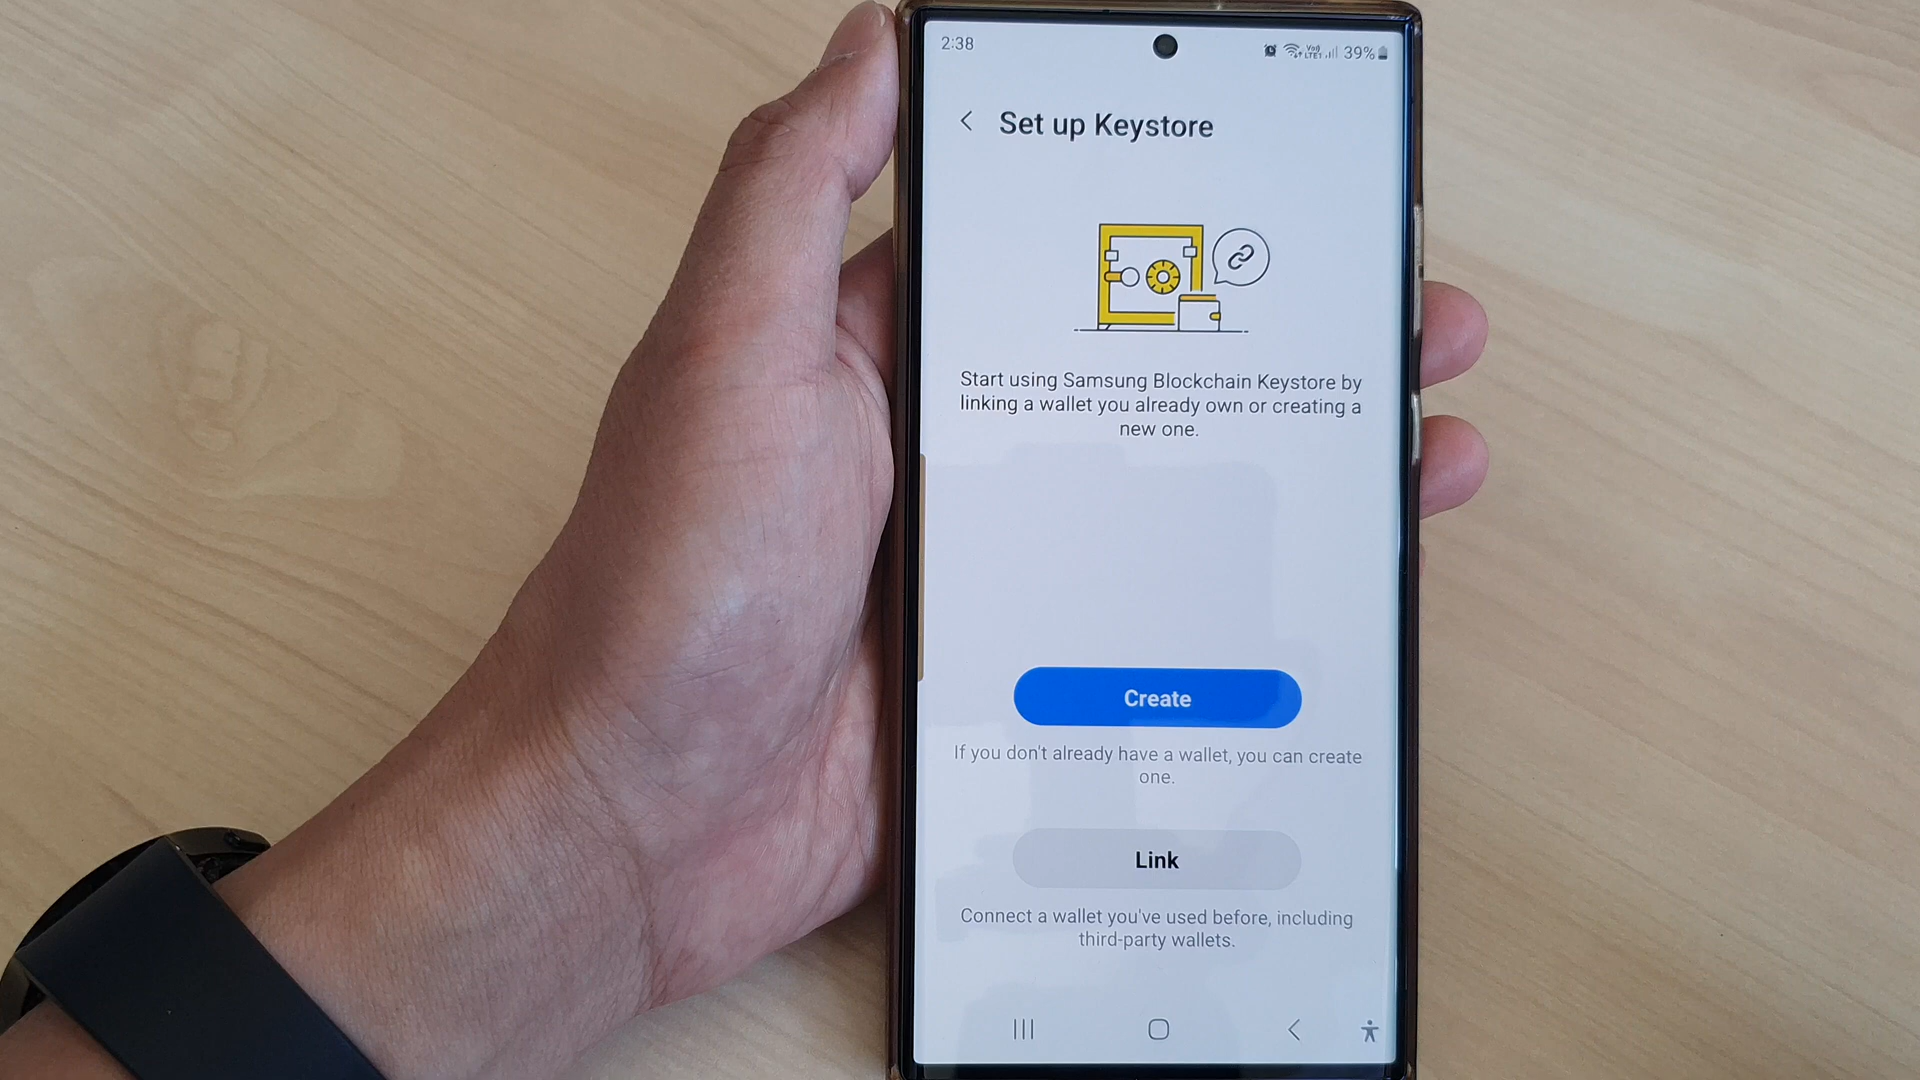 2:38
39%
Set up Keystore
Start using Samsung Blockchain Keystore by
linking a wallet you already own or creating a
new one.
Create
If you don't already have a wallet, you can create
one.
Link
Connect a wallet you've used before, including
third-party wallets.